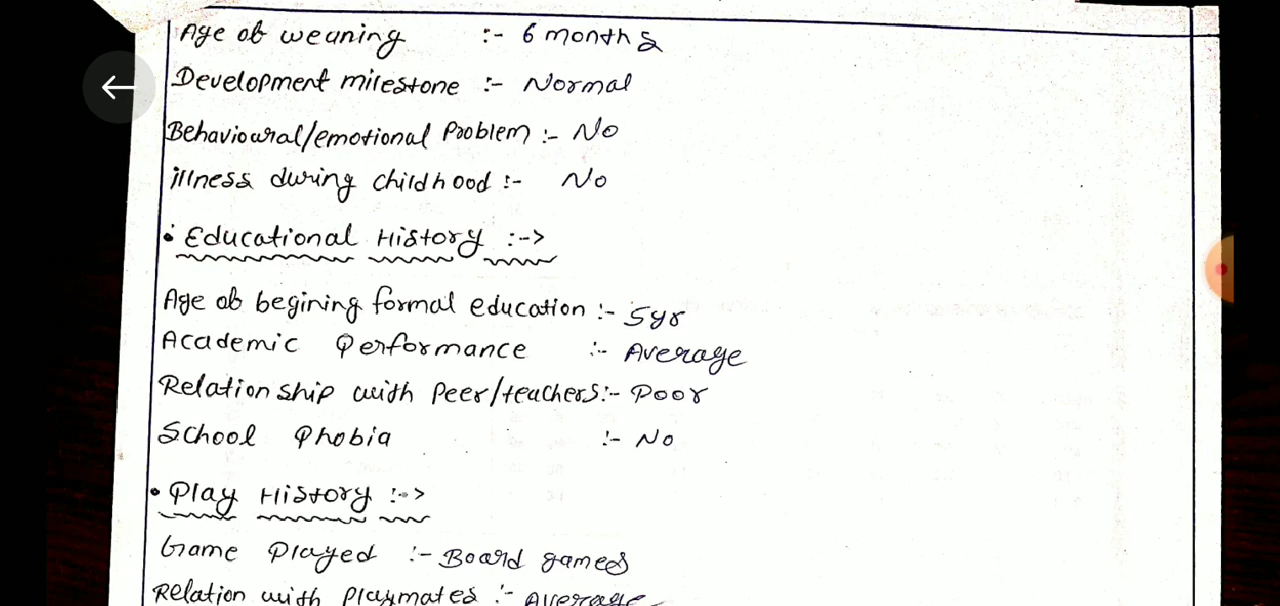 Age of weaning :- 6 months
Development milestone :- Normal
Behavioural/emotional Problem :- No
illness during childhood :- No
• Educational History :->
Age of begining formal education :- 5yr
Academic Performance :- Average
Relationship with Peer/teachers:- Poor
School Phobia :- No
• Play History :->
Game Played :- Board games
Relation with Playmates :- Average